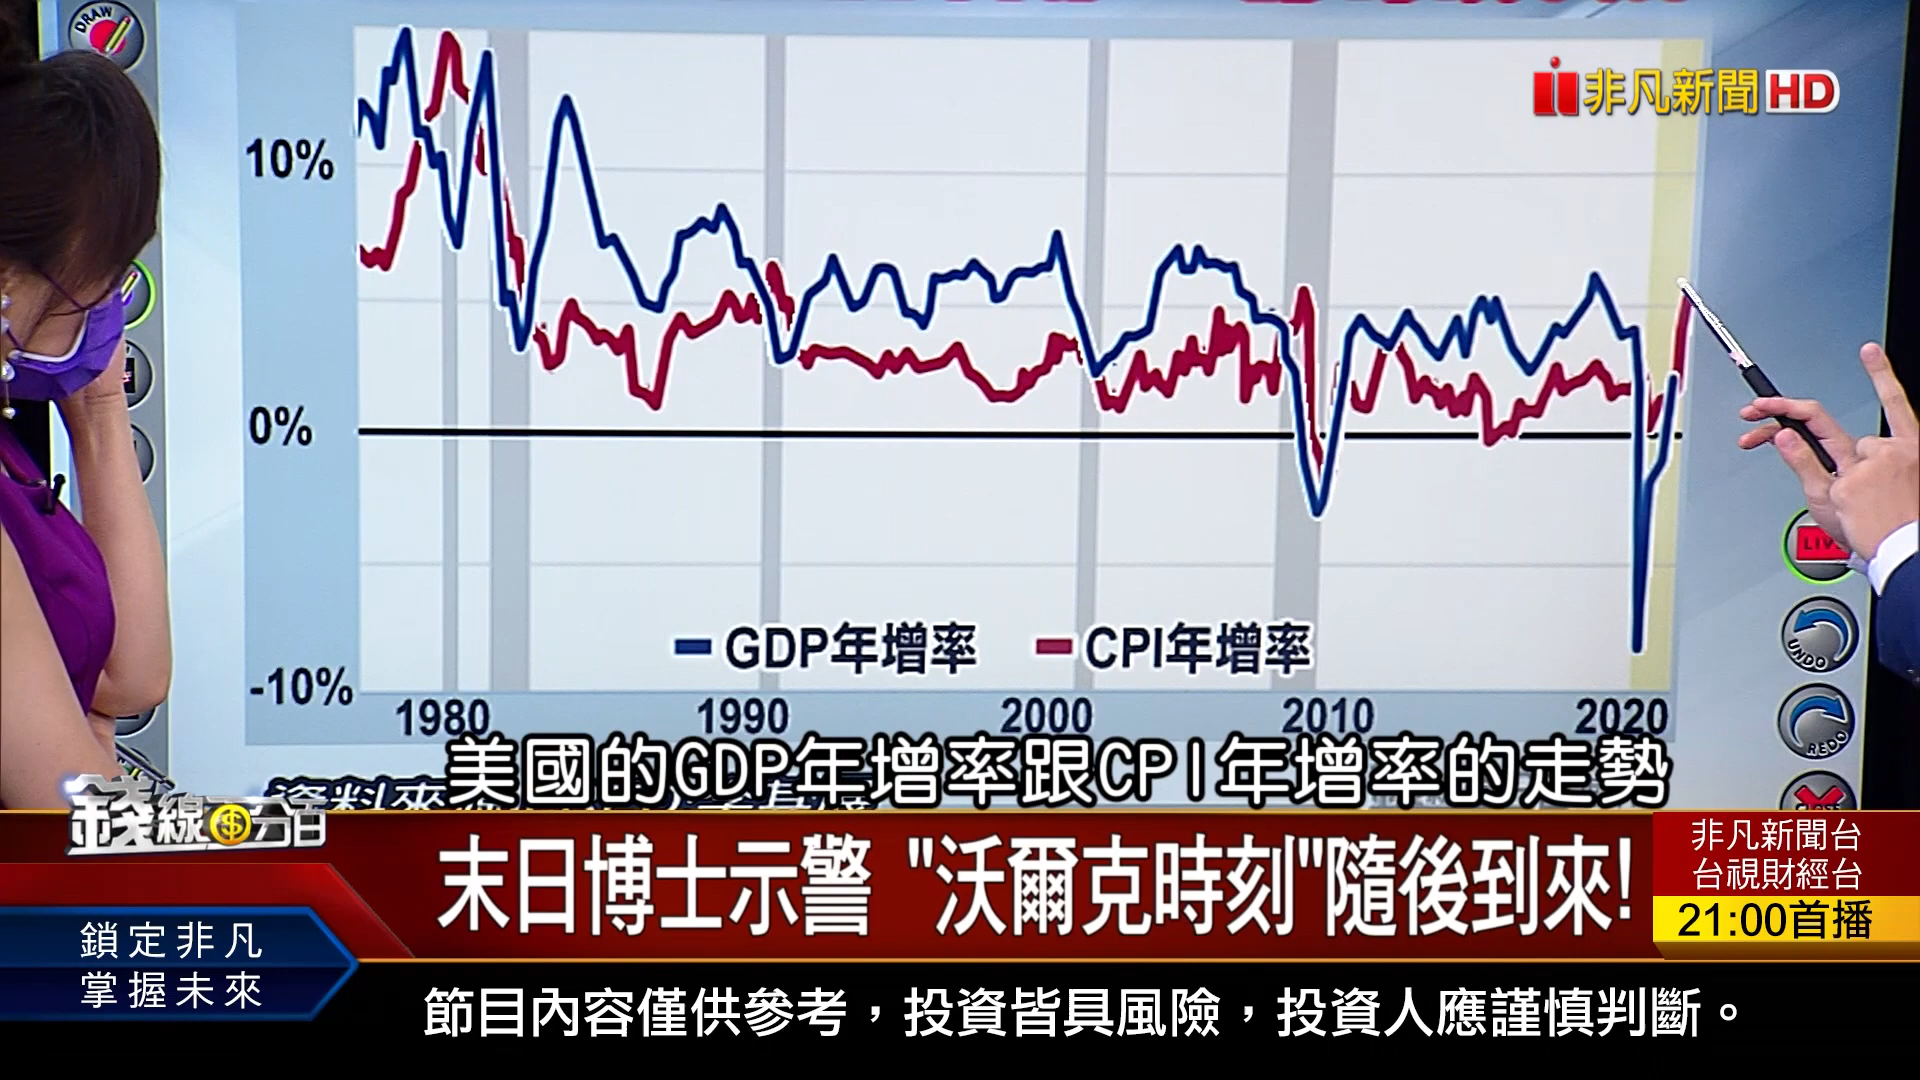 DRAW
非凡新聞HD
10%
0%
-10%
GDP年增率 CPI年增率
1980 1990 2000 2010 2020
LIVE
UNDO
REDO
CLOSE
美國的GDP年增率跟CPI年增率的走勢
錢線百分百
末日博士示警 "沃爾克時刻"隨後到來!
非凡新聞台
台視財經台
21:00首播
鎖定非凡
掌握未來
節目內容僅供參考，投資皆具風險，投資人應謹慎判斷。